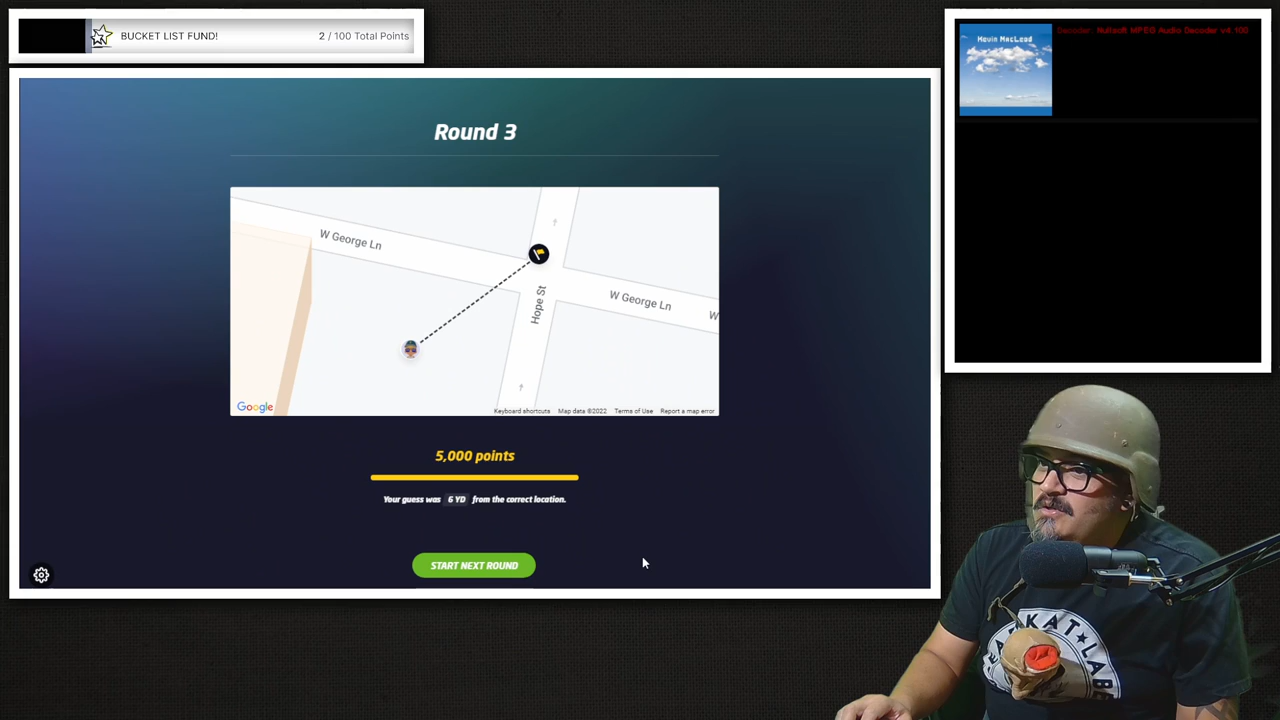 BUCKET LIST FUND!
2 / 100 Total Points
Kevin MacLeod
Decoder: Nullsoft MPEG Audio Decoder v4.100
Round 3
W George Ln
Hope St
W George Ln
W
Google
Keyboard shortcuts
Map data ©2022
Terms of Use
Report a map error
5,000 points
Your guess was 6 YD from the correct location.
START NEXT ROUND
KAT
LABE